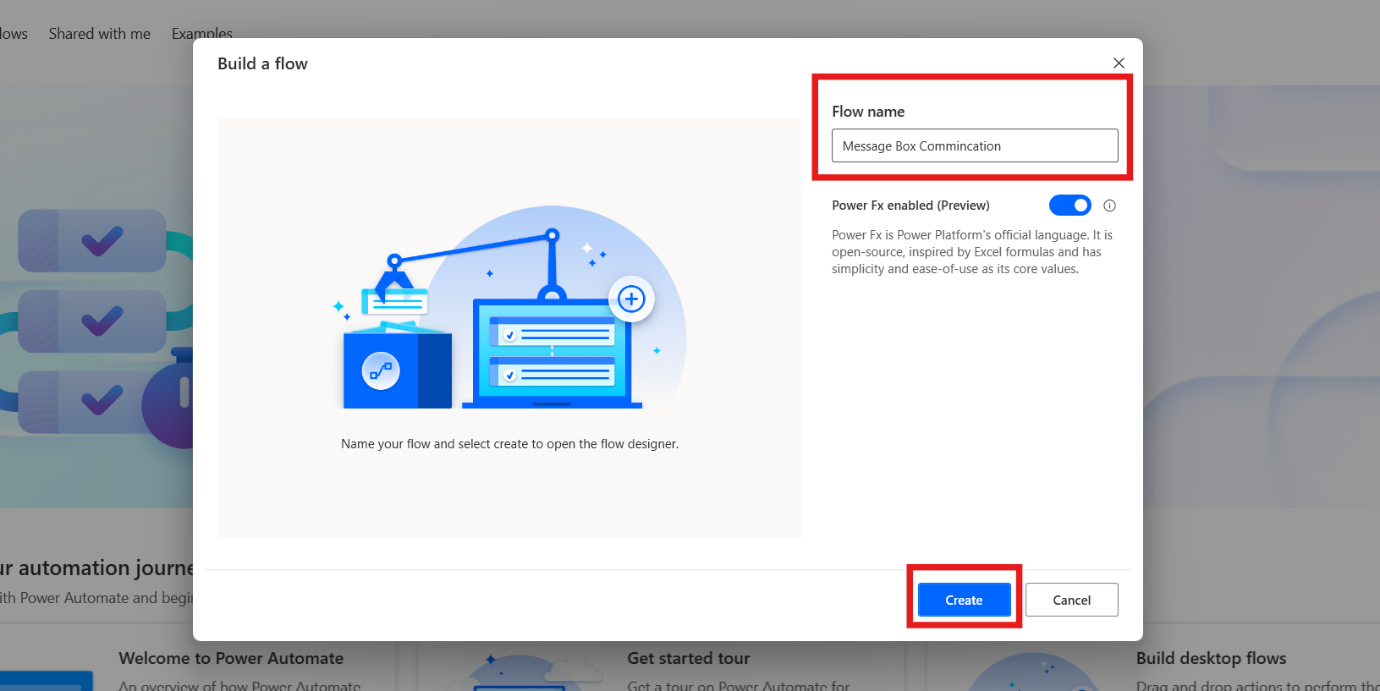 lows Shared with me Examples
Build a flow
Flow name
Message Box Commincation
Power Fx enabled (Preview)
Power Fx is Power Platform's official language. It is
open-source, inspired by Excel formulas and has
simplicity and ease-of-use as its core values.
Name your flow and select create to open the flow designer.
Create Cancel
ur automation journe
ith Power Automate and begi
Welcome to Power Automate
An overview of how Power Automate
Get started tour
Get a tour on Power Automate for
Build desktop flows
Drag and drop actions to perform the